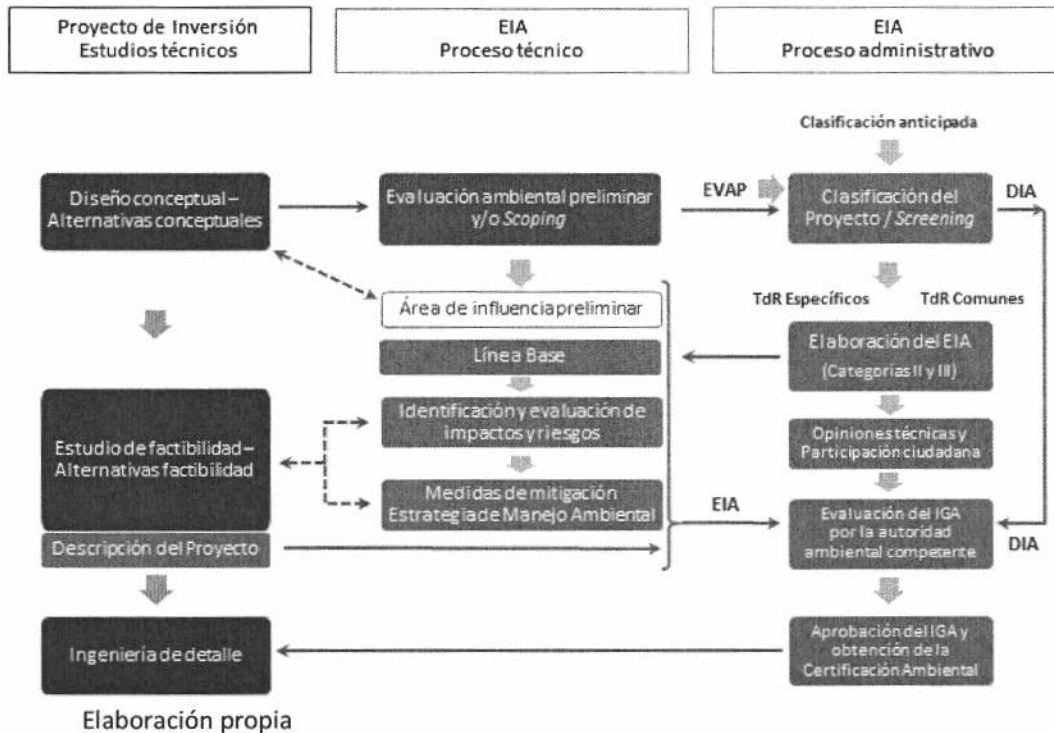 Proyecto de Inversión
Estudios técnicos
EIA
Proceso técnico
EIA
Proceso administrativo
Clasificación anticipada
Diseño conceptual –
Alternativas conceptuales
Evaluación ambiental preliminar
y/o Scoping
EVAP
Clasificación del
Proyecto / Screening
DIA
Área de influencia preliminar
TdR Específicos
TdR Comunes
Línea Base
Elaboración del EIA
(Categorías II y III)
Identificación y evaluación de
impactos y riesgos
Opiniones técnicas y
Participación ciudadana
Estudio de factibilidad –
Alternativas factibilidad
Medidas de mitigación
Estrategia de Manejo Ambiental
EIA
Evaluación del IGA
por la autoridad
ambiental competente
DIA
Descripción del Proyecto
Ingeniería de detalle
Aprobación del IGA y
obtención de la
Certificación Ambiental
Elaboración propia